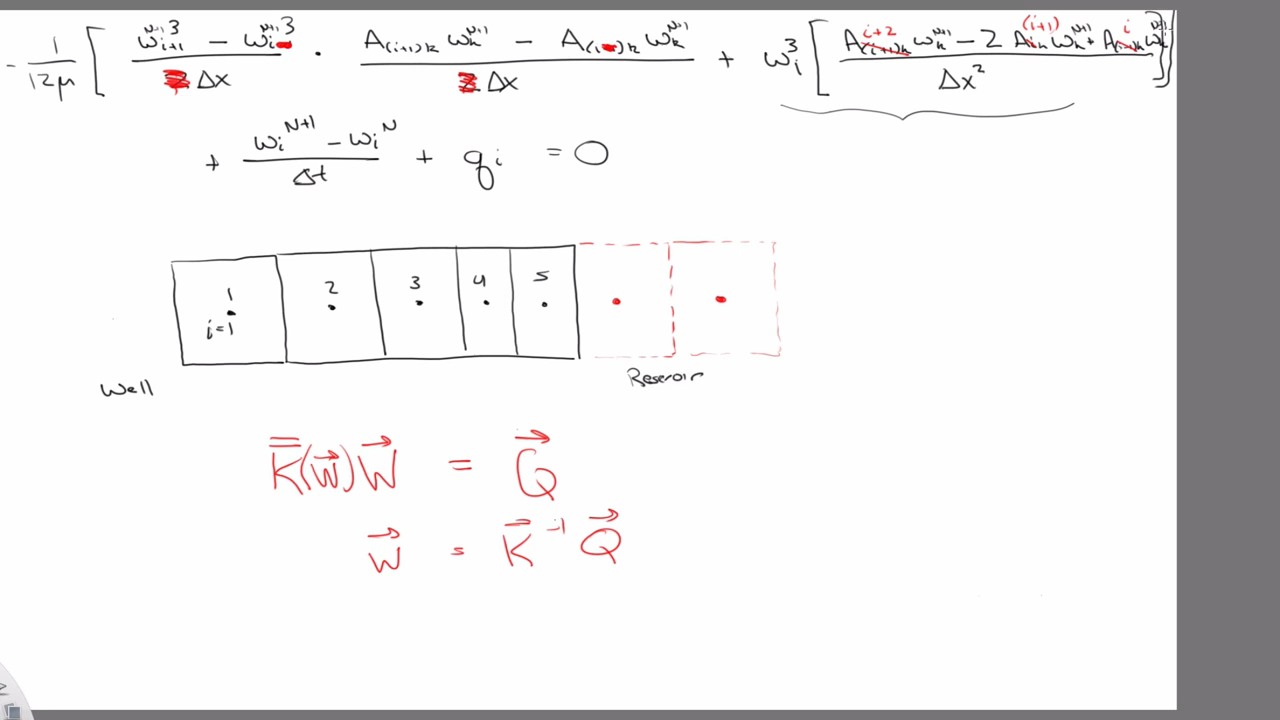 - 1/12μ [ (w_{i+1}^{N+1 3} - w_i^{N+1 3})/Δx · (A_{(i+1)k} w_k^{N+1} - A_{(i)k} w_k^{N+1})/Δx + w_i^3 [ (A_{i+2 k} w_k^{N+1} - 2 A_{(i+1) k} w_k^{N+1} + A_{i k} w_k^{N+1})/Δx² ]]
+ (w_i^{N+1} - w_i^N)/Δt + q_i = 0
1 2 3 4 5
i=1
Well
Reservoir
K(w) W = Q
w = K^{-1} Q